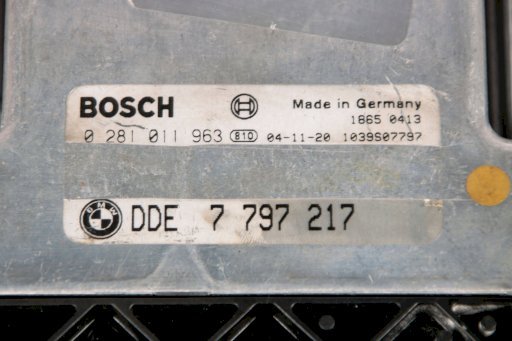 BOSCH Made in Germany
1865 0413
0 281 011 963 810 04-11-20 1039S07797
BMW DDE 7 797 217